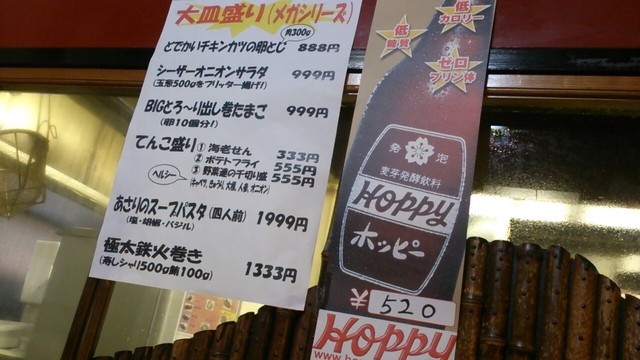 大皿盛り(メガシリーズ)
肉300g
どでかいチキンカツの卵とじ 888円
シーザーオニオンサラダ 999円
(玉葱500gをフリッター揚げ!)
BIGとろ〜り出し巻たまご 999円
(卵10個分!)
てんこ盛り ①海老せん 333円
②ポテトフライ 555円
ヘルシー ③野菜達の千切り盛 555円
(キャベツ、きゅうり、大根、人参、オニオン)
あさりのスープパスタ(四人前) 1999円
(塩・胡椒・バジル)
極太鉄火巻き 1333円
(寿しシャリ500g鮪100g)
低カロリー
低糖質
ゼロプリン体
発泡
麦芽発酵飲料
HOPPY
ホッピー
¥520
HOPPY